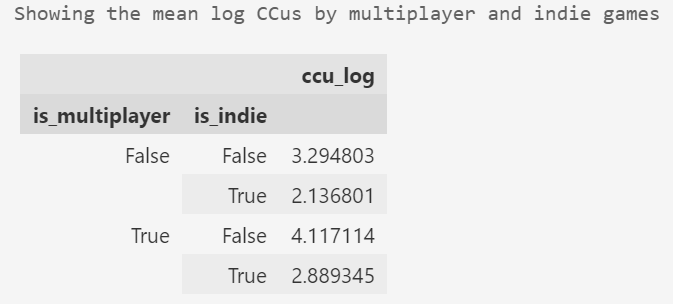 Showing the mean log CCus by multiplayer and indie games
ccu_log
is_multiplayer is_indie
False False 3.294803
True 2.136801
True False 4.117114
True 2.889345